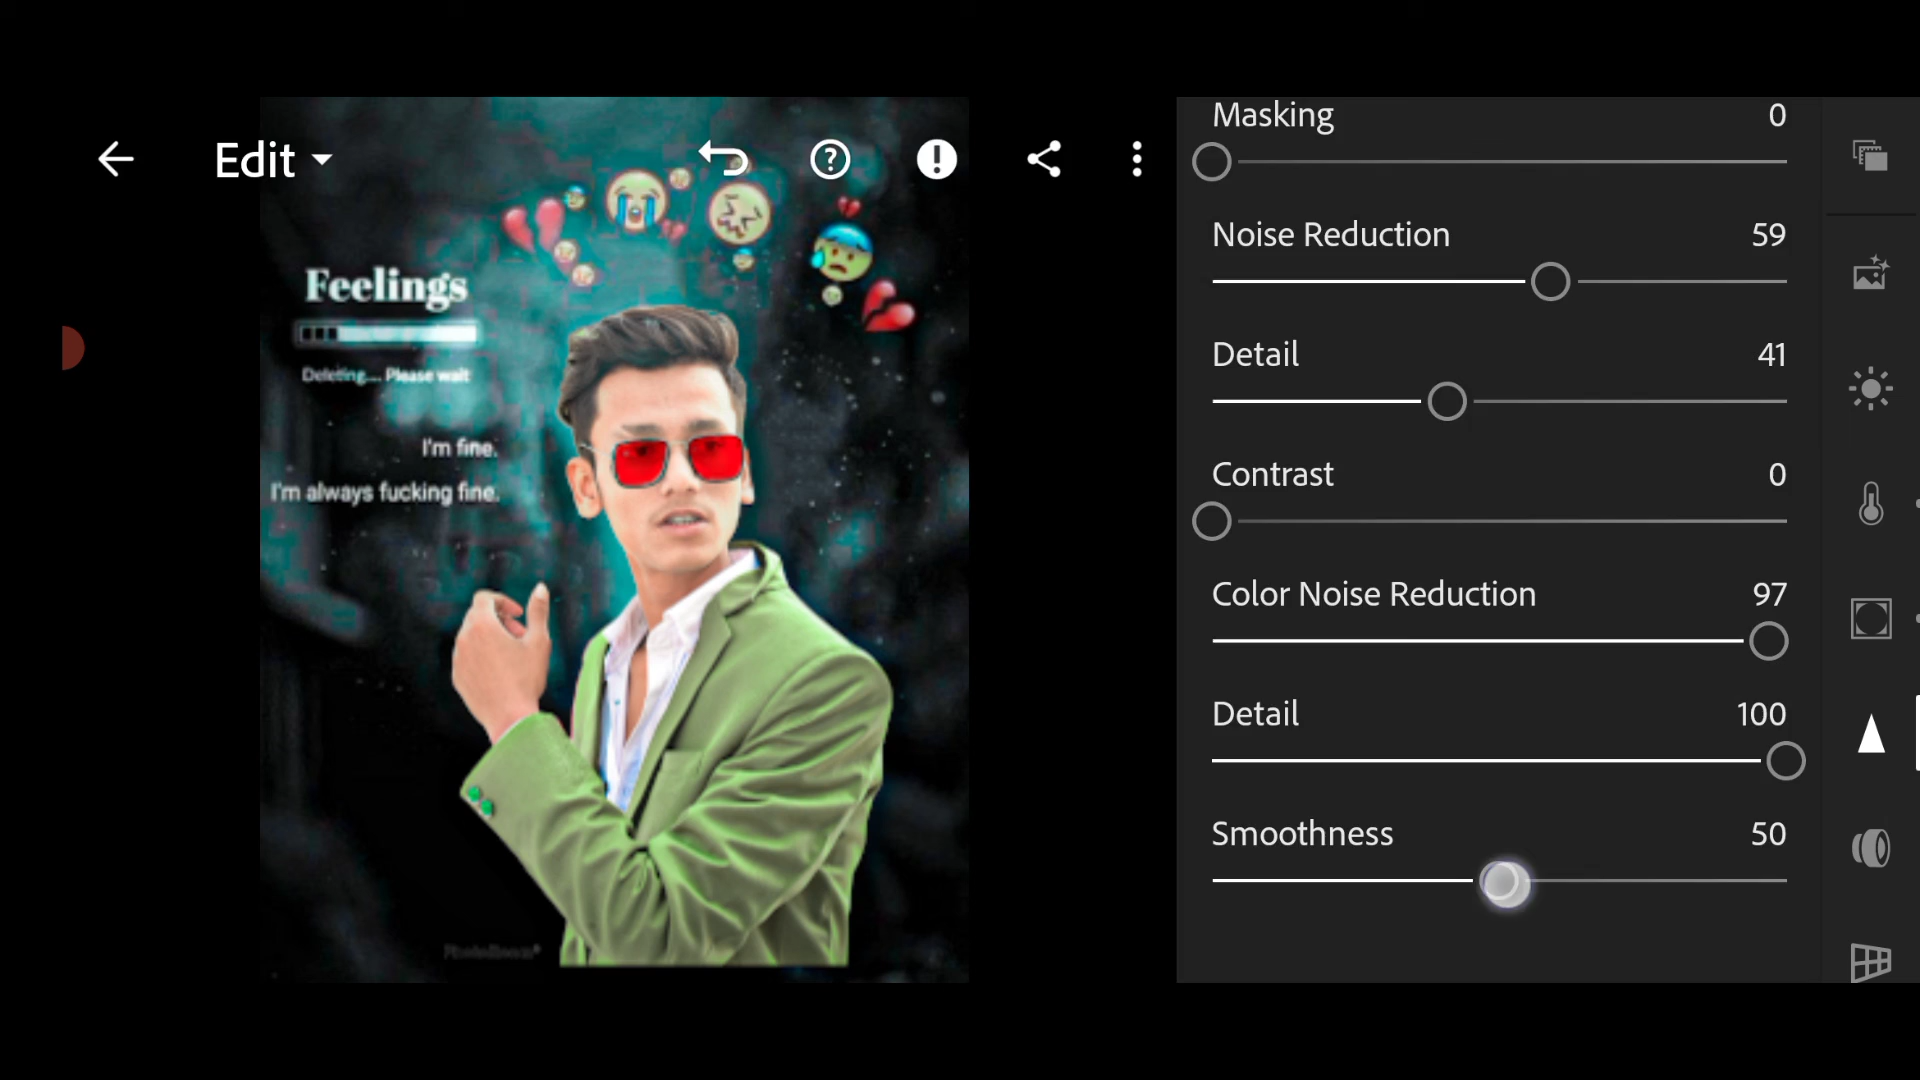 Edit
Feelings
Deleting.... Please wait
I'm fine.
I'm always fucking fine.
PhotoRoom®
Masking 0
Noise Reduction 59
Detail 41
Contrast 0
Color Noise Reduction 97
Detail 100
Smoothness 50